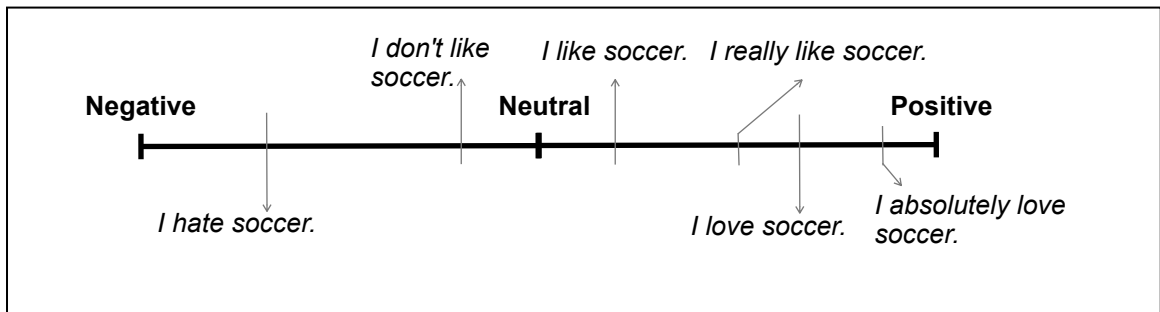 I don't like
soccer.
I like soccer.
I really like soccer.
Negative
Neutral
Positive
I hate soccer.
I love soccer.
I absolutely love
soccer.